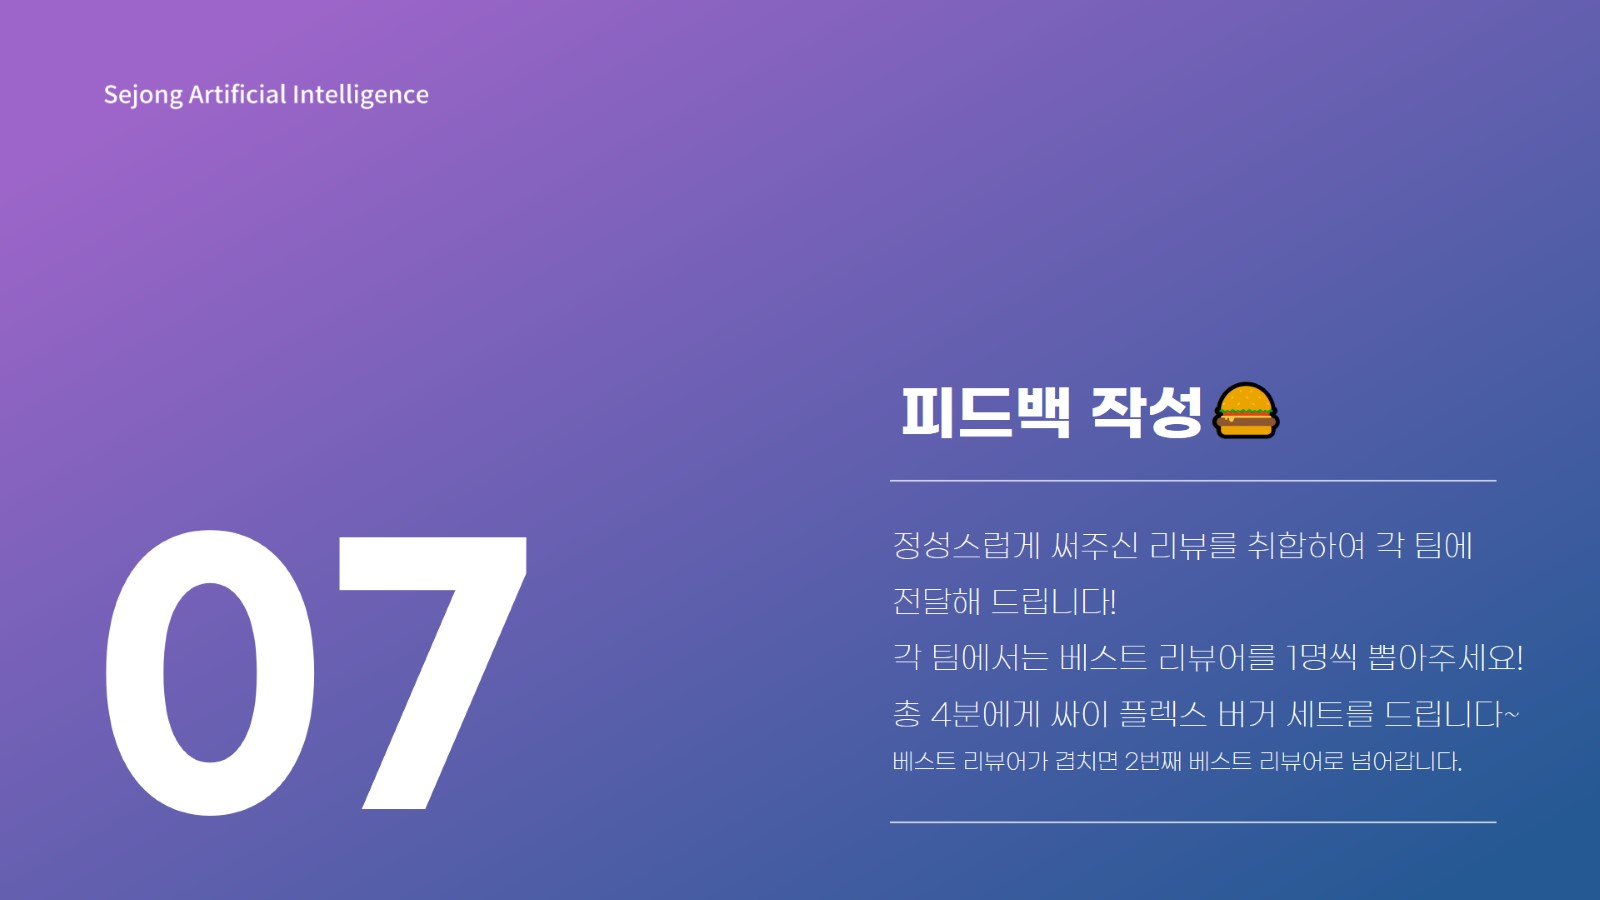 Sejong Artificial Intelligence
07
피드백 작성
정성스럽게 써주신 리뷰를 취합하여 각 팀에
전달해 드립니다!
각 팀에서는 베스트 리뷰어를 1명씩 뽑아주세요!
총 4분에게 싸이 플렉스 버거 세트를 드립니다~
베스트 리뷰어가 겹치면 2번째 베스트 리뷰어로 넘어갑니다.